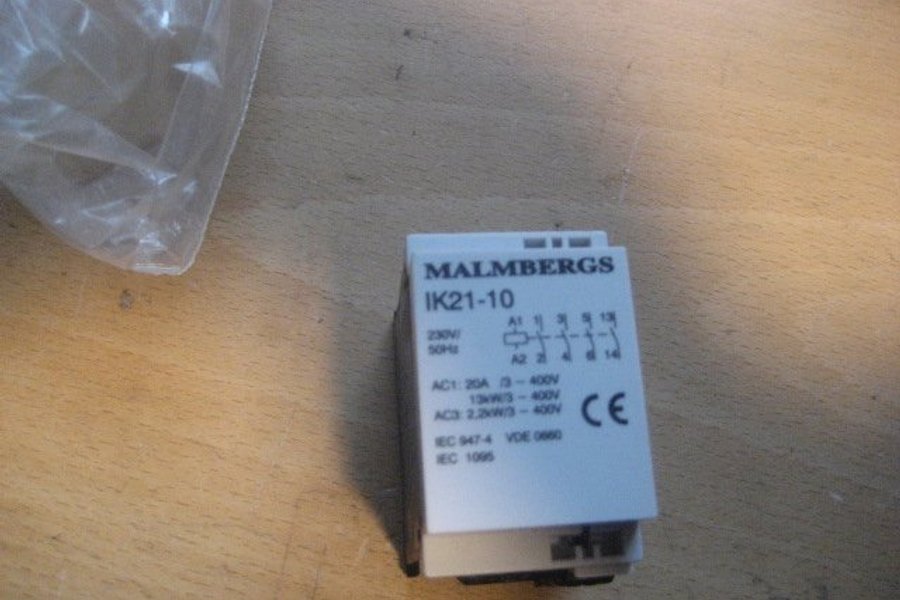 MALMBERGS
IK21-10
230V/
50Hz
A1 1 3 5 13
A2 2 4 6 14
AC1: 20A /3 ~ 400V
13kW/3 ~ 400V
AC3: 2,2kW/3 ~ 400V
CE
IEC 947-4 VDE 0660
IEC 1095